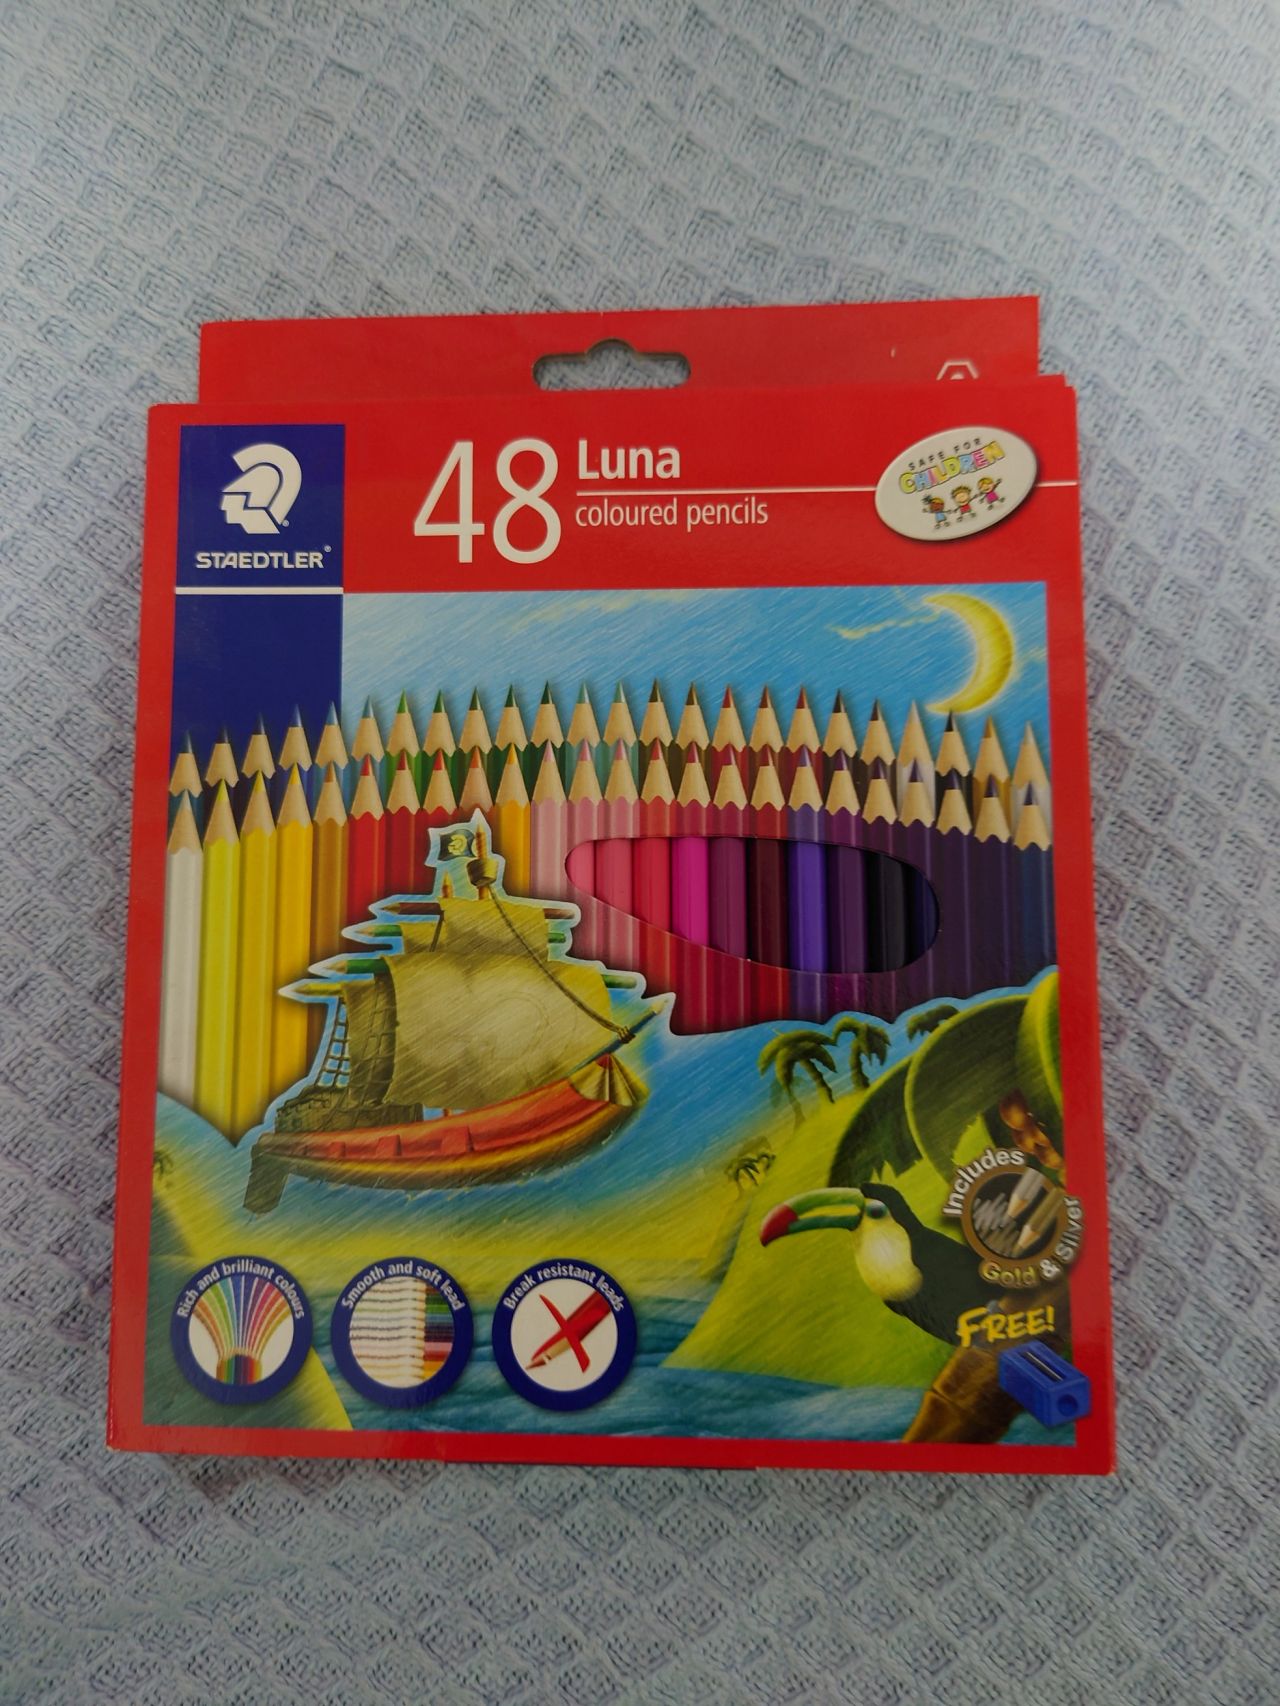 STAEDTLER®
48
Luna
coloured pencils
SAFE FOR
CHILDREN
Includes
Gold & Silver
FREE!
Rich and brilliant colours
Smooth and soft lead
Break resistant leads